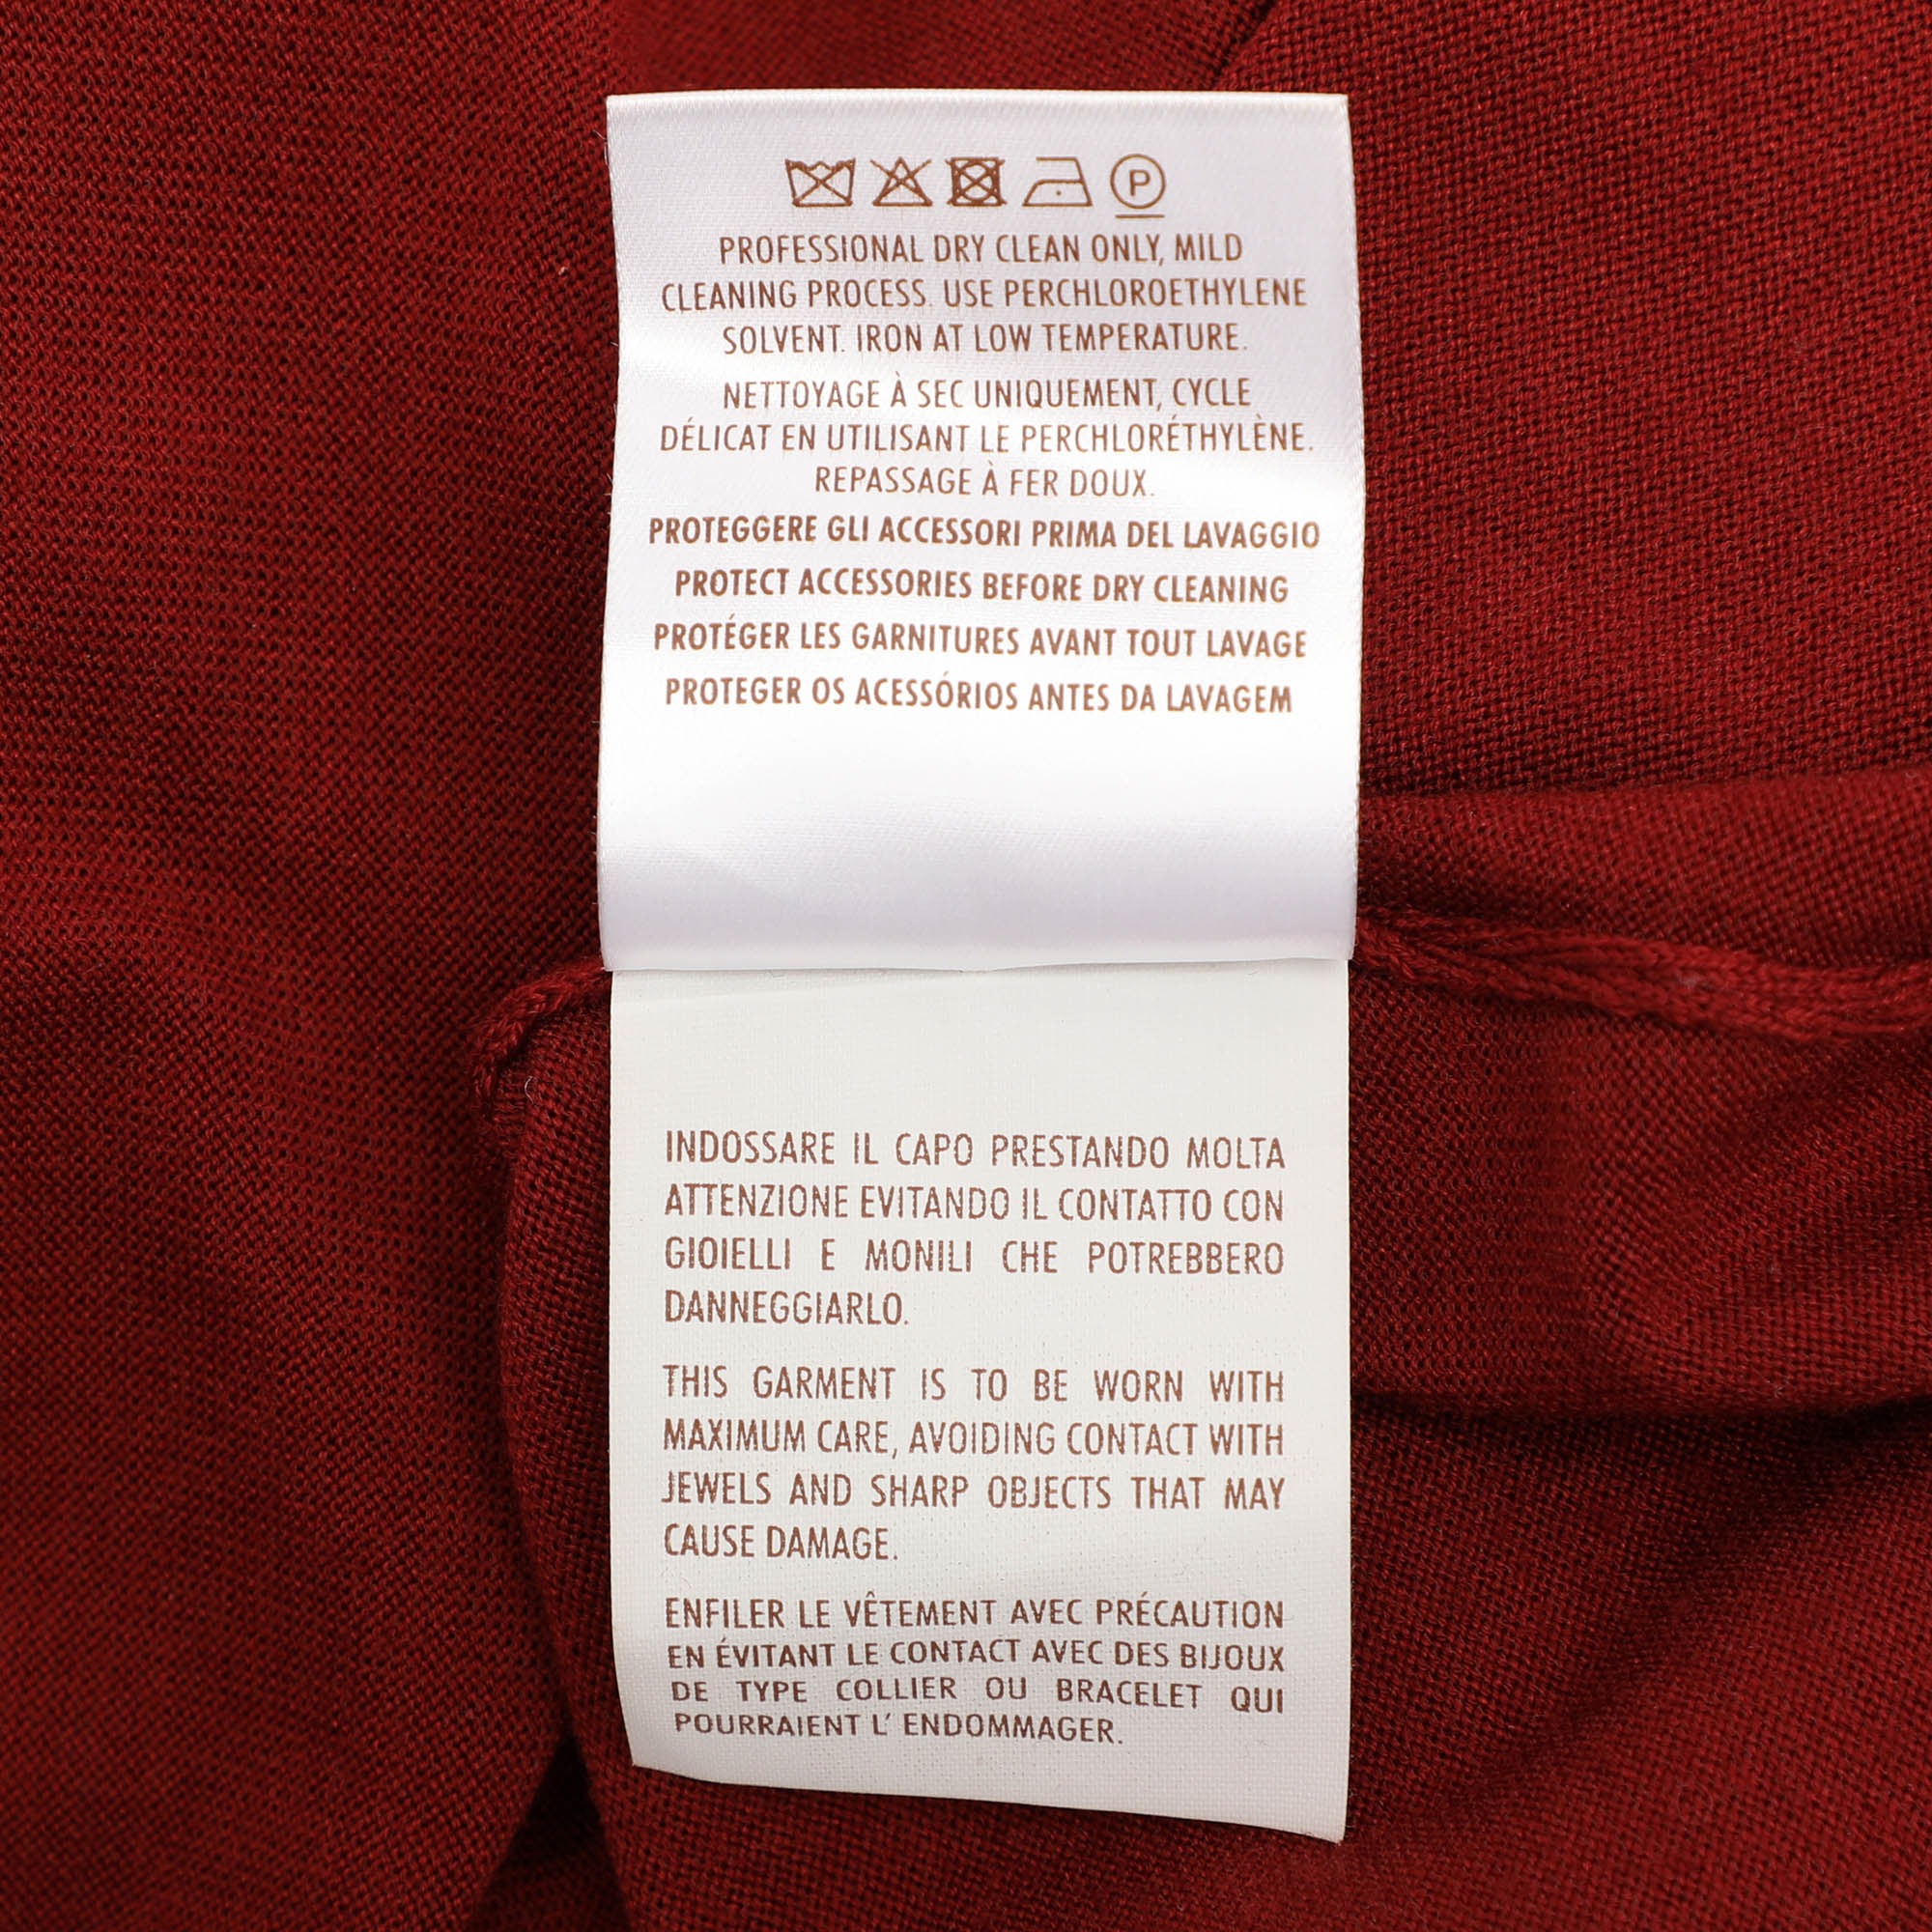 P
PROFESSIONAL DRY CLEAN ONLY, MILD
CLEANING PROCESS. USE PERCHLOROETHYLENE
SOLVENT. IRON AT LOW TEMPERATURE.
NETTOYAGE À SEC UNIQUEMENT, CYCLE
DÉLICAT EN UTILISANT LE PERCHLORÉTHYLÈNE.
REPASSAGE À FER DOUX.
PROTEGGERE GLI ACCESSORI PRIMA DEL LAVAGGIO
PROTECT ACCESSORIES BEFORE DRY CLEANING
PROTÉGER LES GARNITURES AVANT TOUT LAVAGE
PROTEGER OS ACESSÓRIOS ANTES DA LAVAGEM
INDOSSARE IL CAPO PRESTANDO MOLTA
ATTENZIONE EVITANDO IL CONTATTO CON
GIOIELLI E MONILI CHE POTREBBERO
DANNEGGIARLO.
THIS GARMENT IS TO BE WORN WITH
MAXIMUM CARE, AVOIDING CONTACT WITH
JEWELS AND SHARP OBJECTS THAT MAY
CAUSE DAMAGE.
ENFILER LE VÊTEMENT AVEC PRÉCAUTION
EN ÉVITANT LE CONTACT AVEC DES BIJOUX
DE TYPE COLLIER OU BRACELET QUI
POURRAIENT L' ENDOMMAGER.